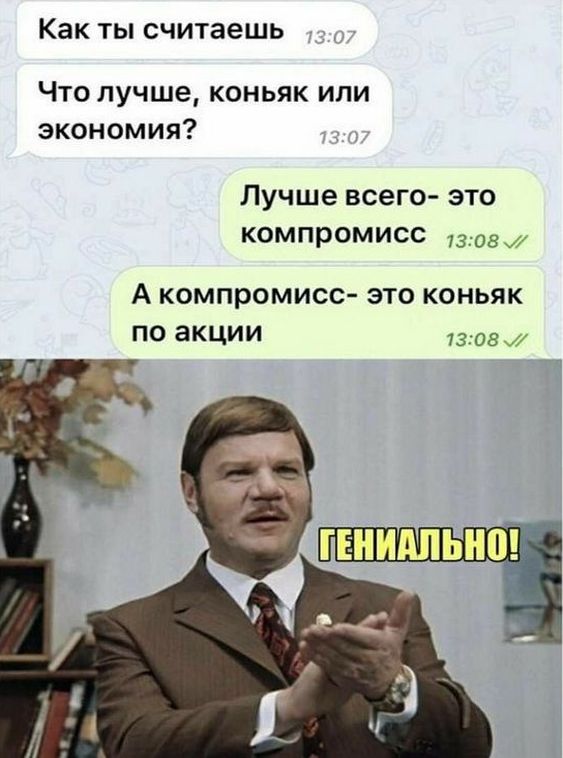 Как ты считаешь 13:07
Что лучше, коньяк или
экономия? 13:07
Лучше всего- это
компромисс 13:08
А компромисс- это коньяк
по акции 13:08
ГЕНИАЛЬНО!